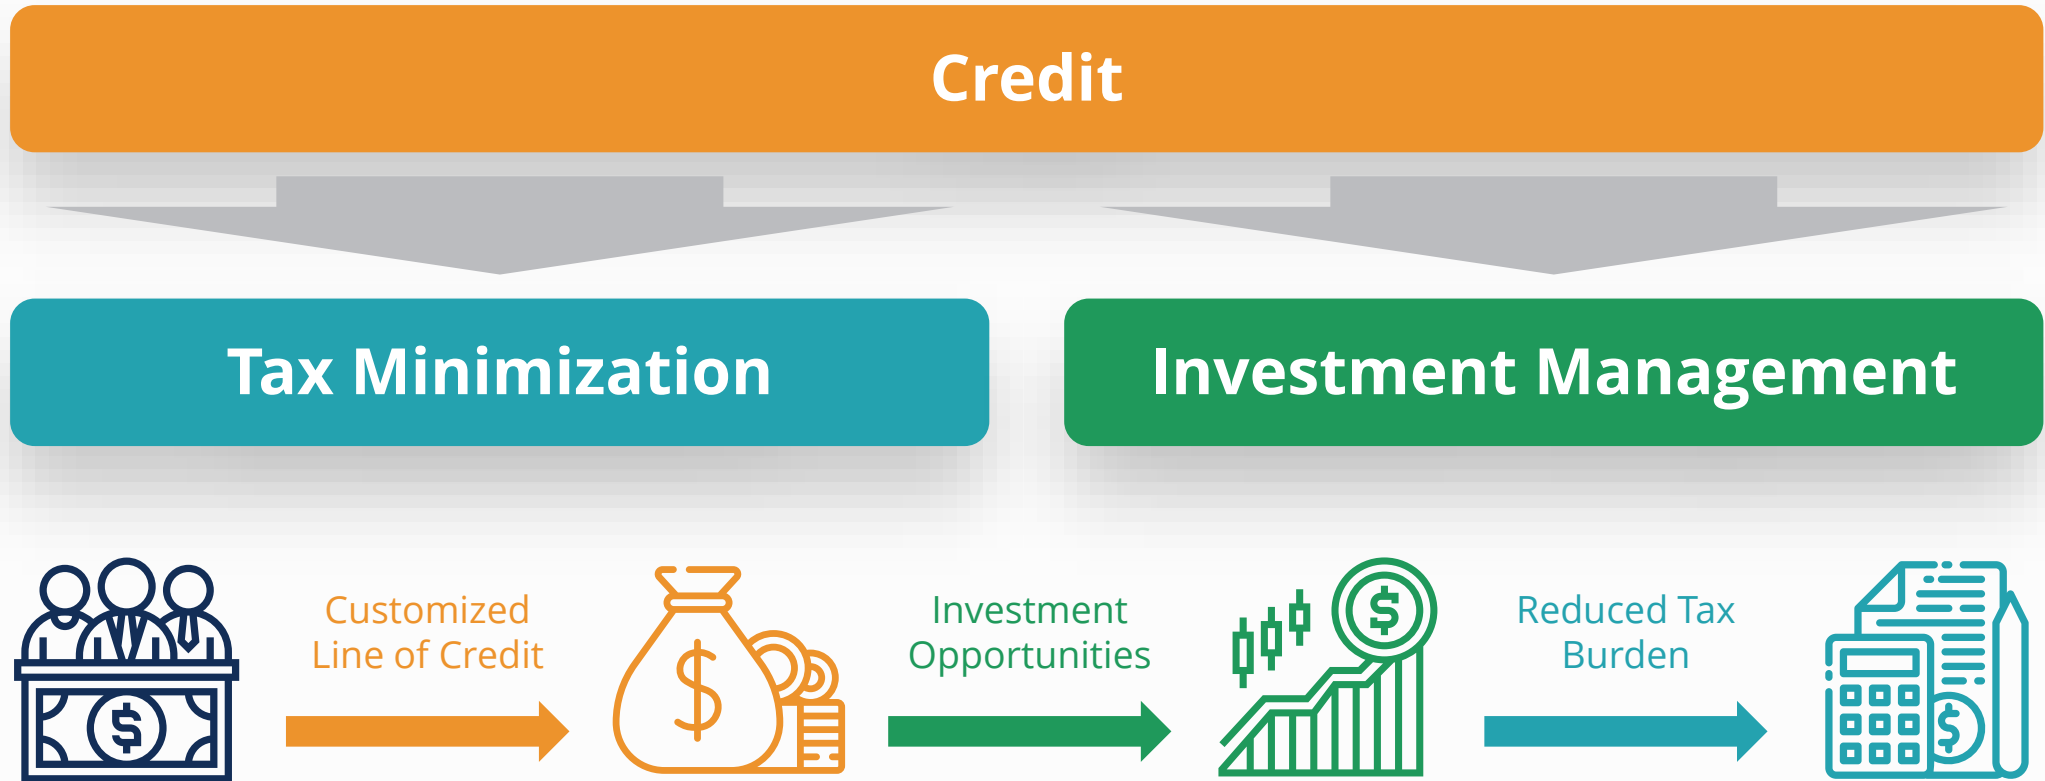 Credit
Tax Minimization
Investment Management
Customized
Line of Credit
Investment
Opportunities
Reduced Tax
Burden
$
$
$
$